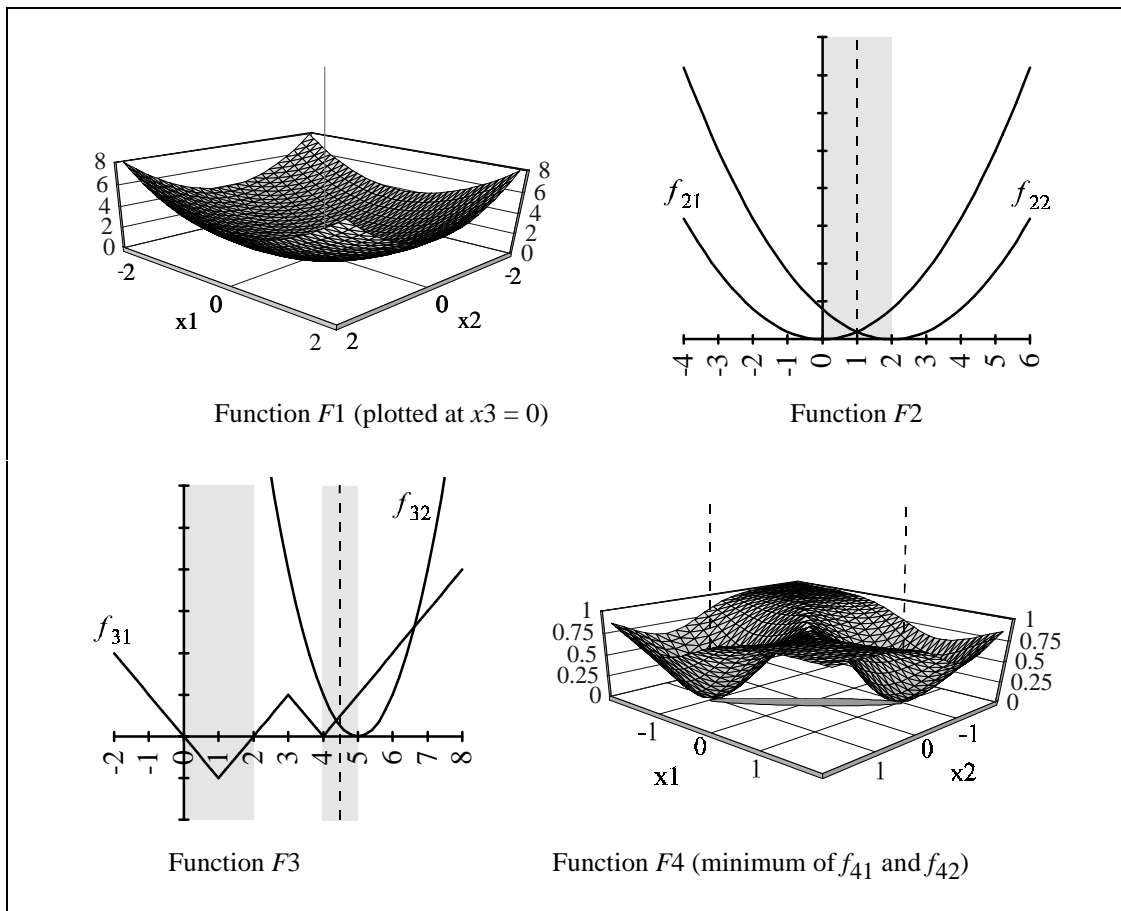 8
6
4
2
0
-2
0
2
x1
8
6
4
2
0
-2
0
2
x2
Function F1 (plotted at x3 = 0)
f21
f22
-4 -3 -2 -1 0 1 2 3 4 5 6
Function F2
f31
f32
-2 -1 0 1 2 3 4 5 6 7 8
Function F3
1
0.75
0.5
0.25
0
-1
0
1
x1
1
0.75
0.5
0.25
0
-1
0
1
x2
Function F4 (minimum of f41 and f42)